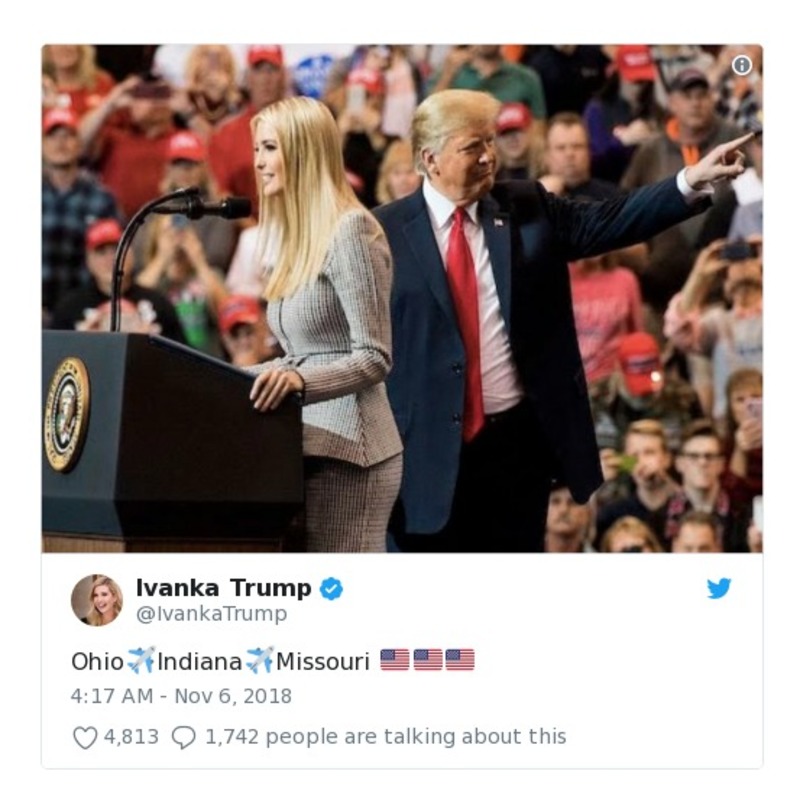 Ivanka Trump
@IvankaTrump
Ohio✈️Indiana✈️Missouri 🇺🇸🇺🇸🇺🇸
4:17 AM - Nov 6, 2018
4,813 1,742 people are talking about this